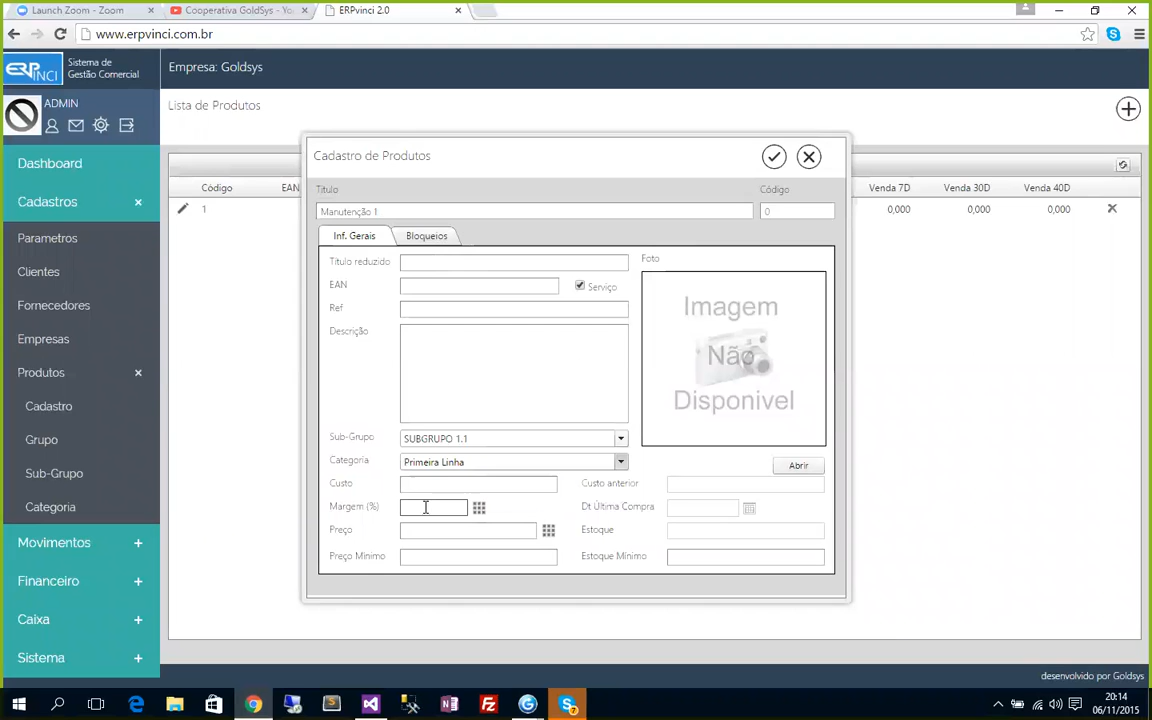 Launch Zoom - Zoom
Cooperativa GoldSys - Yo
ERPvinci 2.0
www.erpvinci.com.br
ERP
VINCI
Sistema de
Gestão Comercial
Empresa: Goldsys
ADMIN
Lista de Produtos
Dashboard
Cadastros
Parametros
Clientes
Fornecedores
Empresas
Produtos
Cadastro
Grupo
Sub-Grupo
Categoria
Movimentos +
Financeiro +
Caixa +
Sistema +
Código EAN Venda 7D Venda 30D Venda 40D
1 0,000 0,000 0,000
Cadastro de Produtos
Título Código
Manutenção 1 0
Inf. Gerais Bloqueios
Título reduzido
EAN Serviço
Ref
Descrição
Foto
Imagem
Não
Disponivel
Sub-Grupo SUBGRUPO 1.1
Categoria Primeira Linha
Abrir
Custo Custo anterior
Margem (%) Dt Última Compra
Preço Estoque
Preço Mínimo Estoque Mínimo
desenvolvido por Goldsys
20:14
06/11/2015